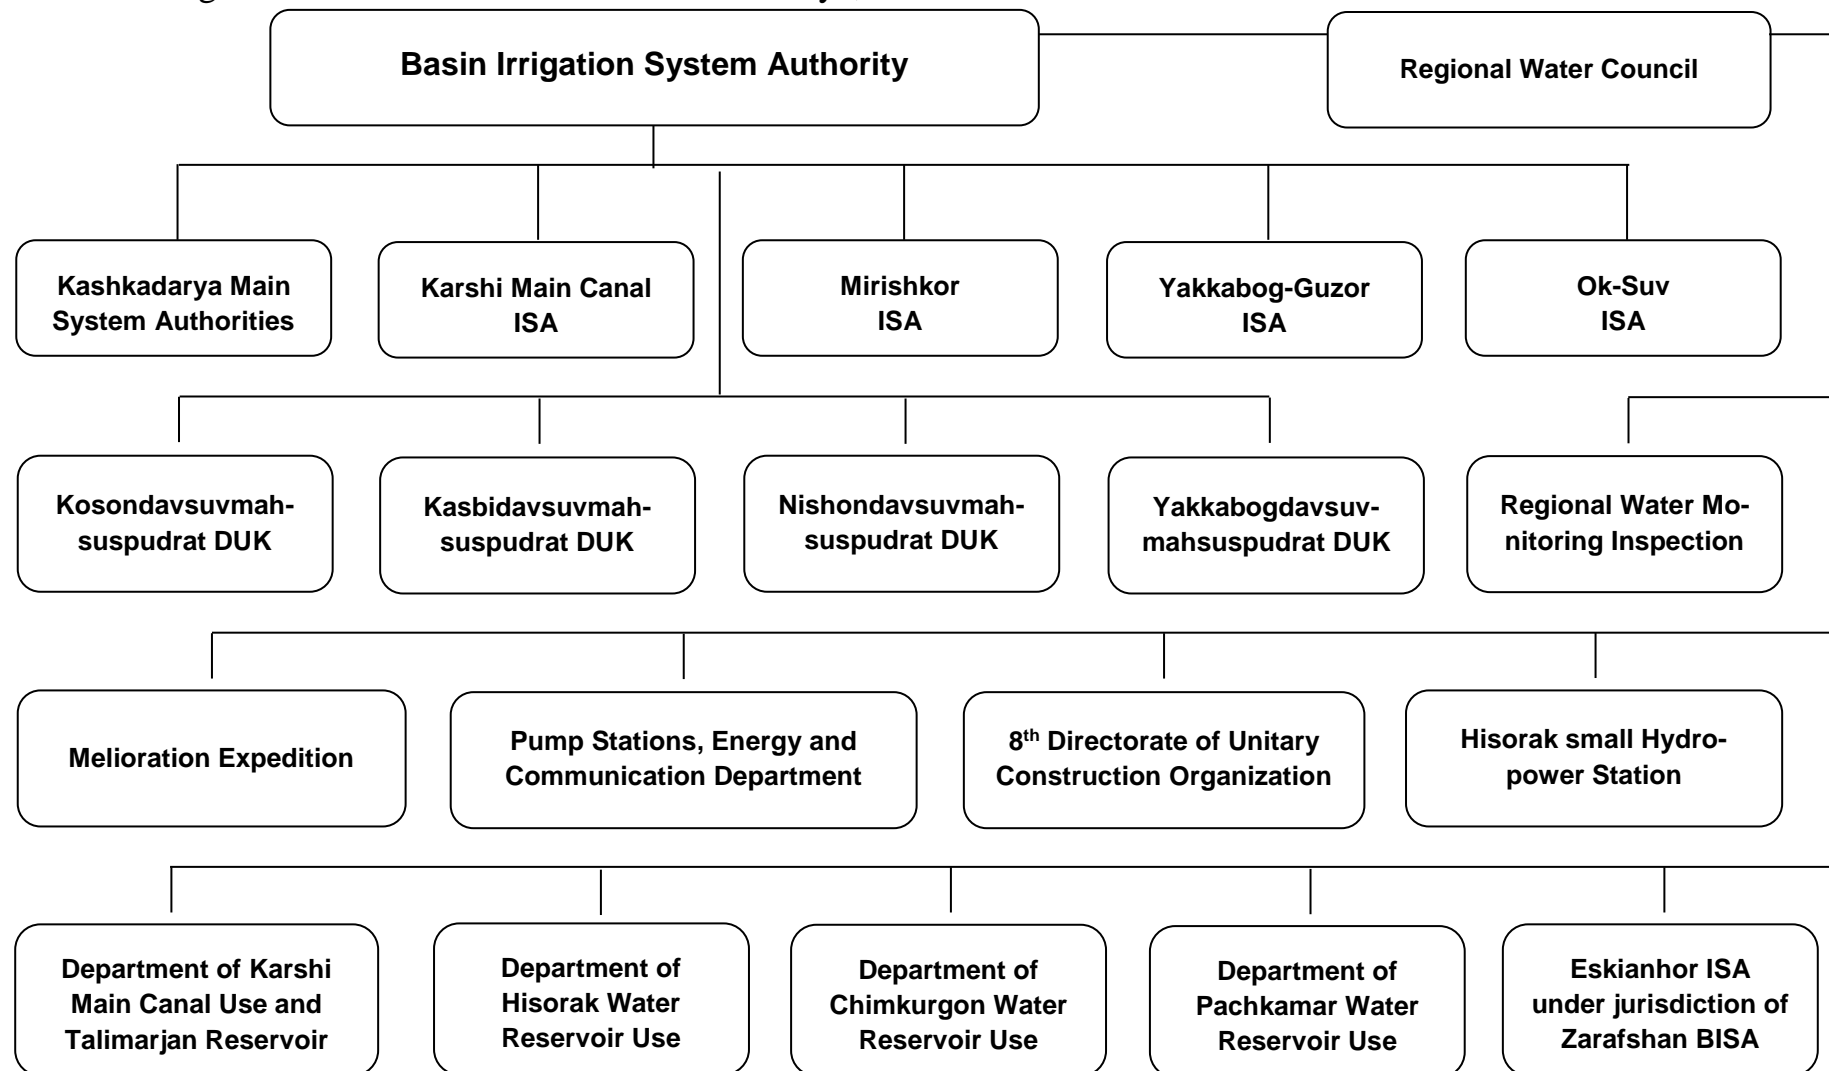 Basin Irrigation System Authority
Regional Water Council
Kashkadarya Main
System Authorities
Karshi Main Canal
ISA
Mirishkor
ISA
Yakkabog-Guzor
ISA
Ok-Suv
ISA
Kosondavsuvmah-
suspudrat DUK
Kasbidavsuvmah-
suspudrat DUK
Nishondavsuvmah-
suspudrat DUK
Yakkabogdavsuv-
mahsuspudrat DUK
Regional Water Mo-
nitoring Inspection
Melioration Expedition
Pump Stations, Energy and
Communication Department
8th Directorate of Unitary
Construction Organization
Hisorak small Hydro-
power Station
Department of Karshi
Main Canal Use and
Talimarjan Reservoir
Department of
Hisorak Water
Reservoir Use
Department of
Chimkurgon Water
Reservoir Use
Department of
Pachkamar Water
Reservoir Use
Eskianhor ISA
under jurisdiction of
Zarafshan BISA